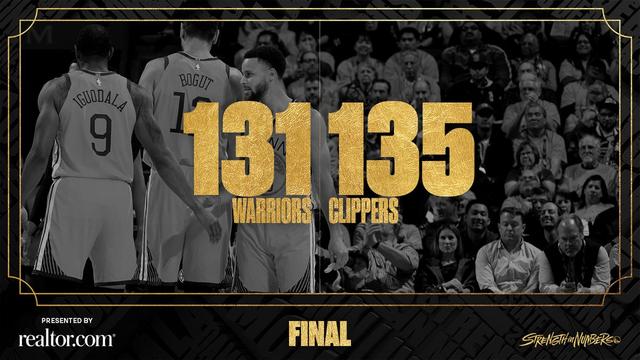 IGUODALA
9
BOGUT
131 135
WARRIORS CLIPPERS
PRESENTED BY
realtor.com®
FINAL
STRENGTH IN NUMBERS